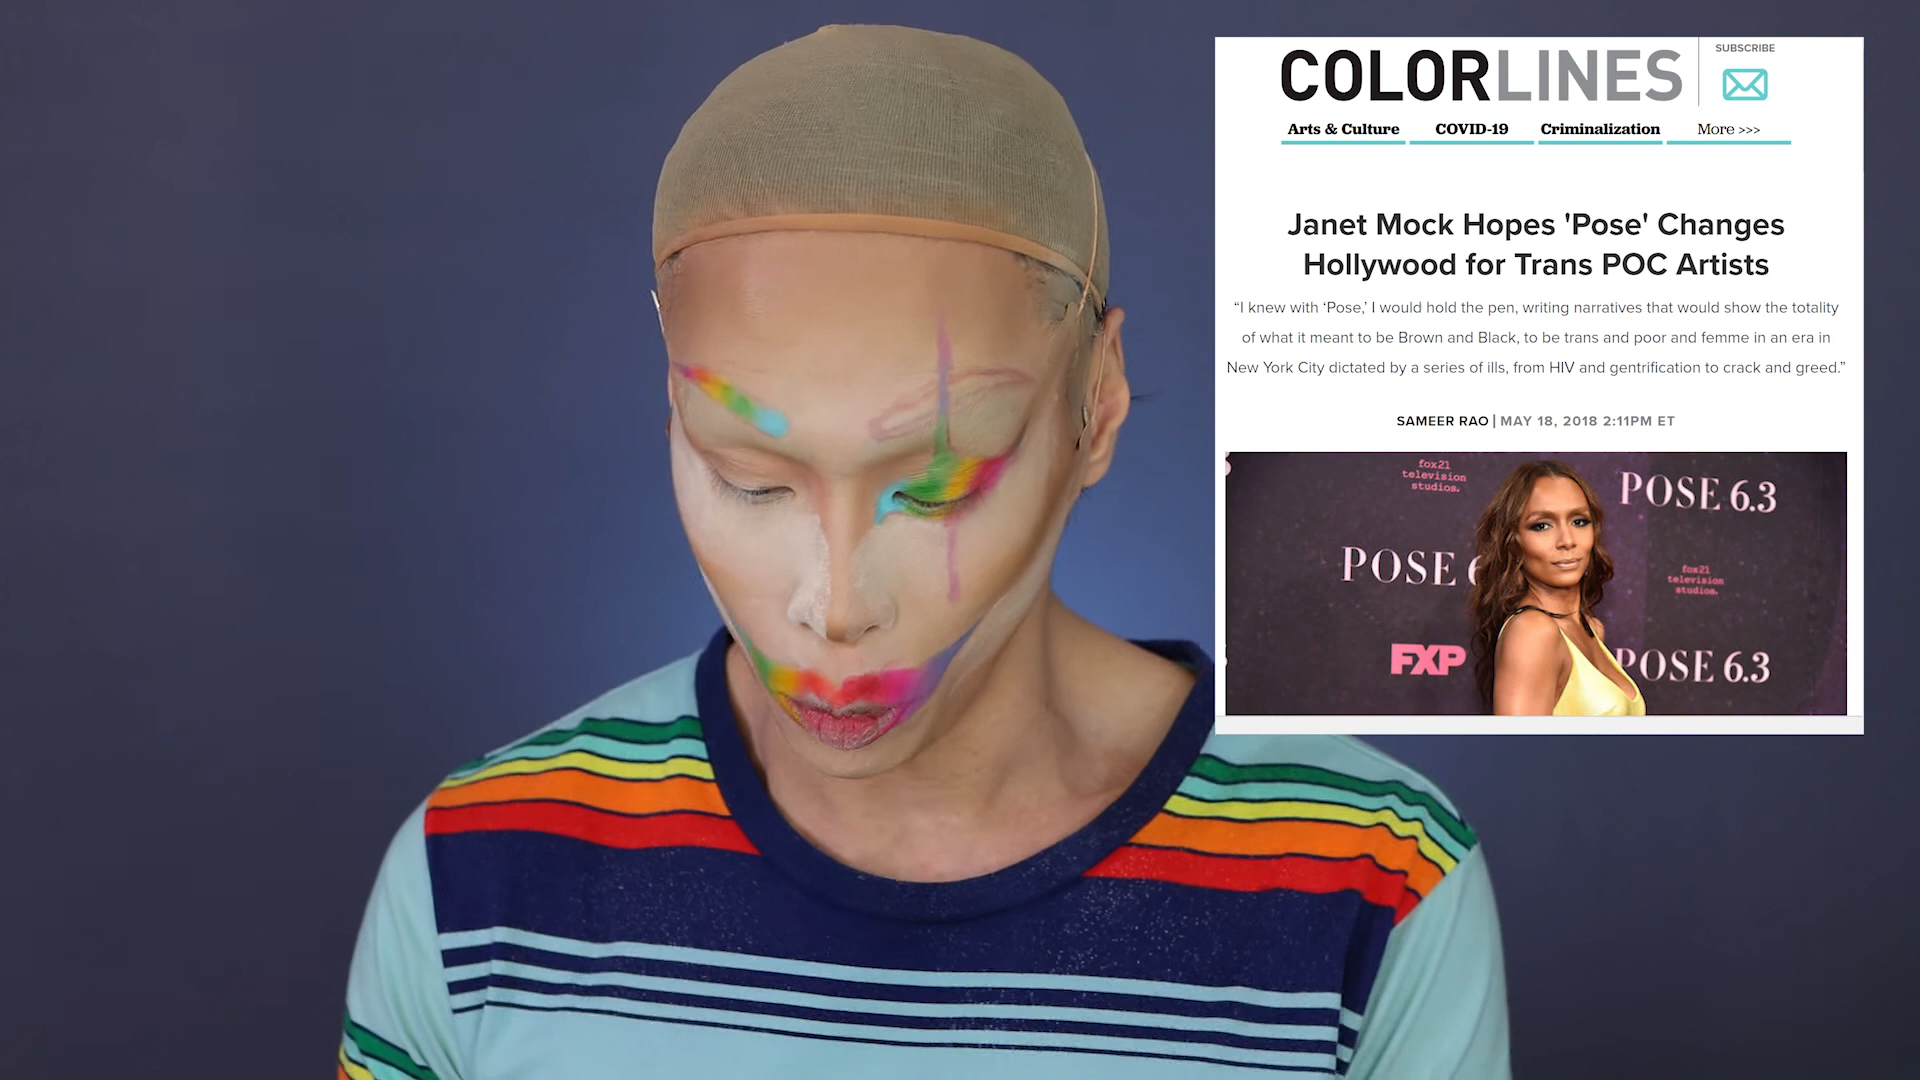 COLORLINES
SUBSCRIBE
Arts & Culture COVID-19 Criminalization More >>>
Janet Mock Hopes 'Pose' Changes
Hollywood for Trans POC Artists
“I knew with ‘Pose,’ I would hold the pen, writing narratives that would show the totality
of what it meant to be Brown and Black, to be trans and poor and femme in an era in
New York City dictated by a series of ills, from HIV and gentrification to crack and greed.”
SAMEER RAO | MAY 18, 2018 2:11PM ET
fox21
television
studios.
POSE 6.3
POSE 6
fox21
television
studios.
FXP
POSE 6.3